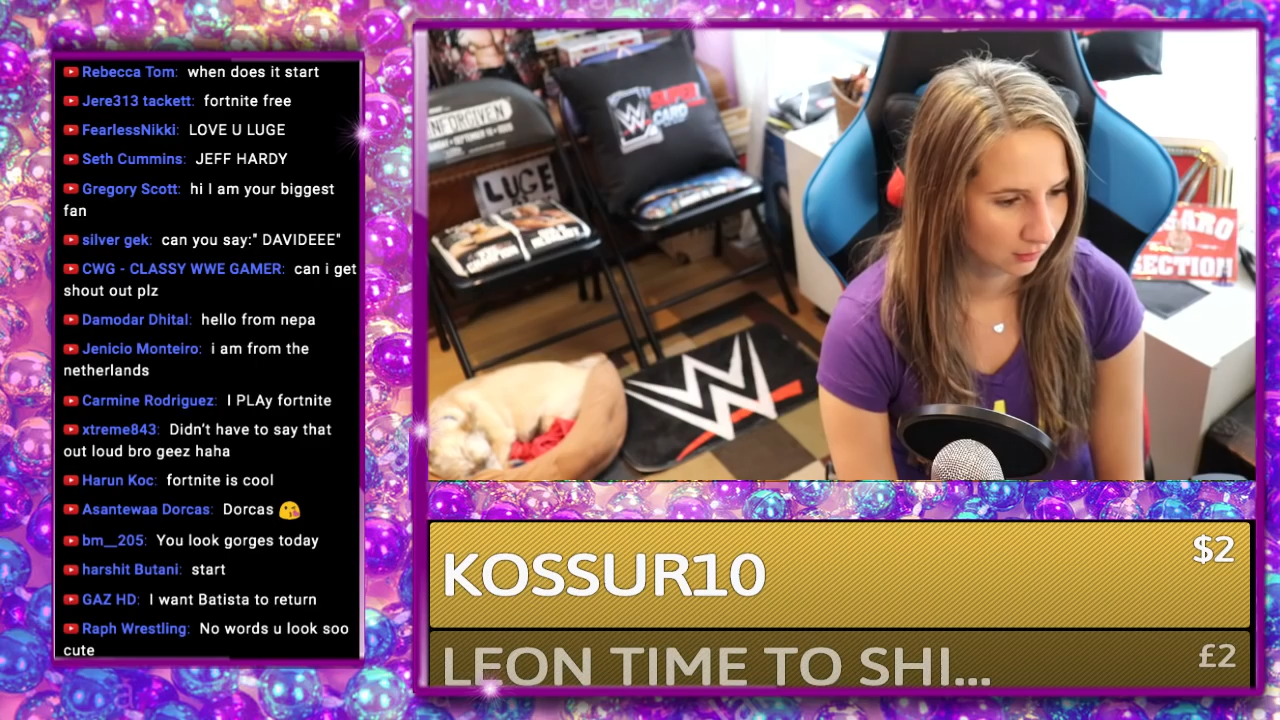 Rebecca Tom: when does it start
Jere313 tackett: fortnite free
FearlessNikki: LOVE U LUGE
Seth Cummins: JEFF HARDY
Gregory Scott: hi I am your biggest
fan
silver gek: can you say:" DAVIDEEE"
CWG - CLASSY WWE GAMER: can i get
shout out plz
Damodar Dhital: hello from nepa
Jenicio Monteiro: i am from the
netherlands
Carmine Rodriguez: I PLAy fortnite
xtreme843: Didn't have to say that
out loud bro geez haha
Harun Koc: fortnite is cool
Asantewaa Dorcas: Dorcas 😘
bm__205: You look gorges today
harshit Butani: start
GAZ HD: I want Batista to return
Raph Wrestling: No words u look soo
cute
UNFORGIVEN
W SUPER
CARD
LUGE
SECTION!
W
KOSSUR10
$2
LEON TIME TO SHI...
£2